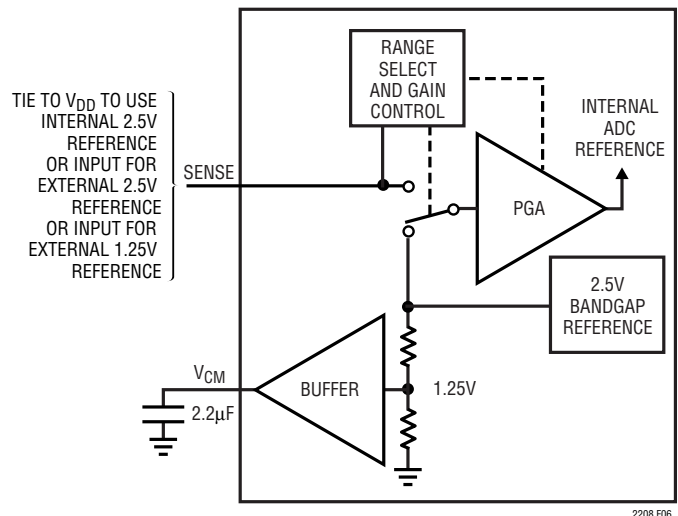 RANGE
SELECT
AND GAIN
CONTROL
TIE TO VDD TO USE
INTERNAL 2.5V
REFERENCE
OR INPUT FOR
EXTERNAL 2.5V
REFERENCE
OR INPUT FOR
EXTERNAL 1.25V
REFERENCE
SENSE
INTERNAL
ADC
REFERENCE
PGA
2.5V
BANDGAP
REFERENCE
VCM
BUFFER
1.25V
2.2μF
2208 F06